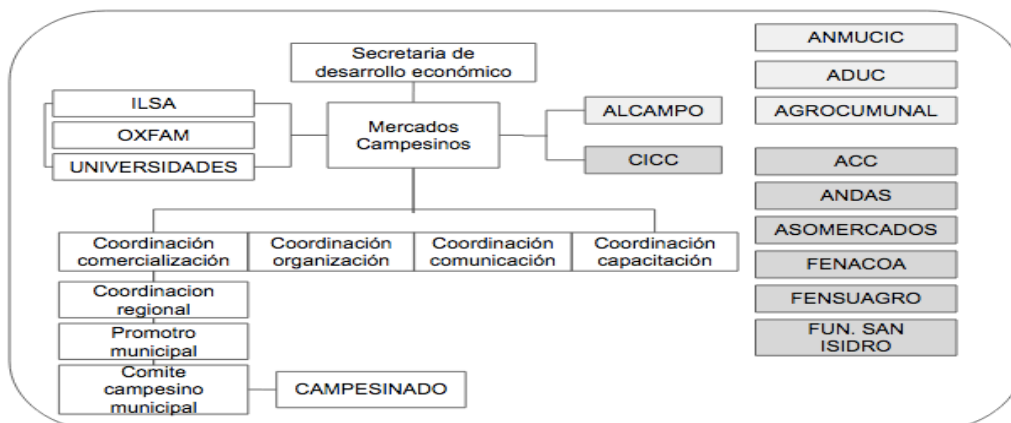 Secretaria de
desarrollo económico
ILSA
OXFAM
UNIVERSIDADES
Mercados
Campesinos
ALCAMPO
CICC
ANMUCIC
ADUC
AGROCUMUNAL
ACC
ANDAS
ASOMERCADOS
FENACOA
FENSUAGRO
FUN. SAN
ISIDRO
Coordinación
comercialización
Coordinación
organización
Coordinación
comunicación
Coordinación
capacitación
Coordinacion
regional
Promotro
municipal
Comite
campesino
municipal
CAMPESINADO